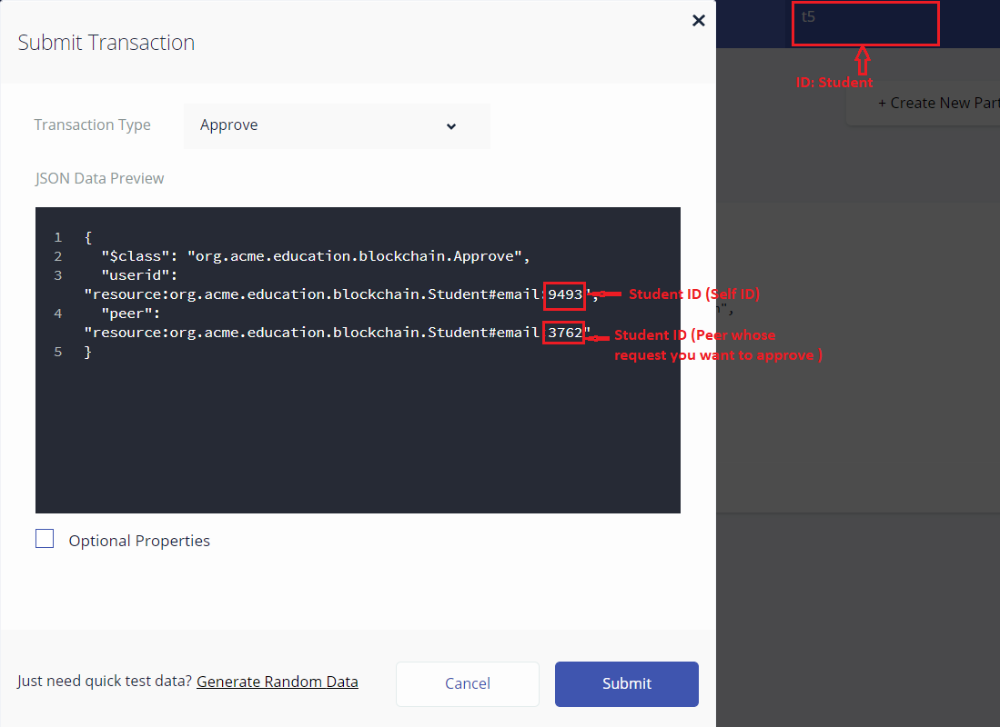 Submit Transaction
t5
ID: Student
+ Create New Part
Transaction Type
Approve
JSON Data Preview
1 {
2 "$class": "org.acme.education.blockchain.Approve",
3 "userid":
"resource:org.acme.education.blockchain.Student#email:9493",
Student ID (Self ID)
n",
4 "peer":
"resource:org.acme.education.blockchain.Student#email:3762"
Student ID (Peer whose
request you want to approve )
5 }
Optional Properties
Just need quick test data? Generate Random Data
Cancel
Submit